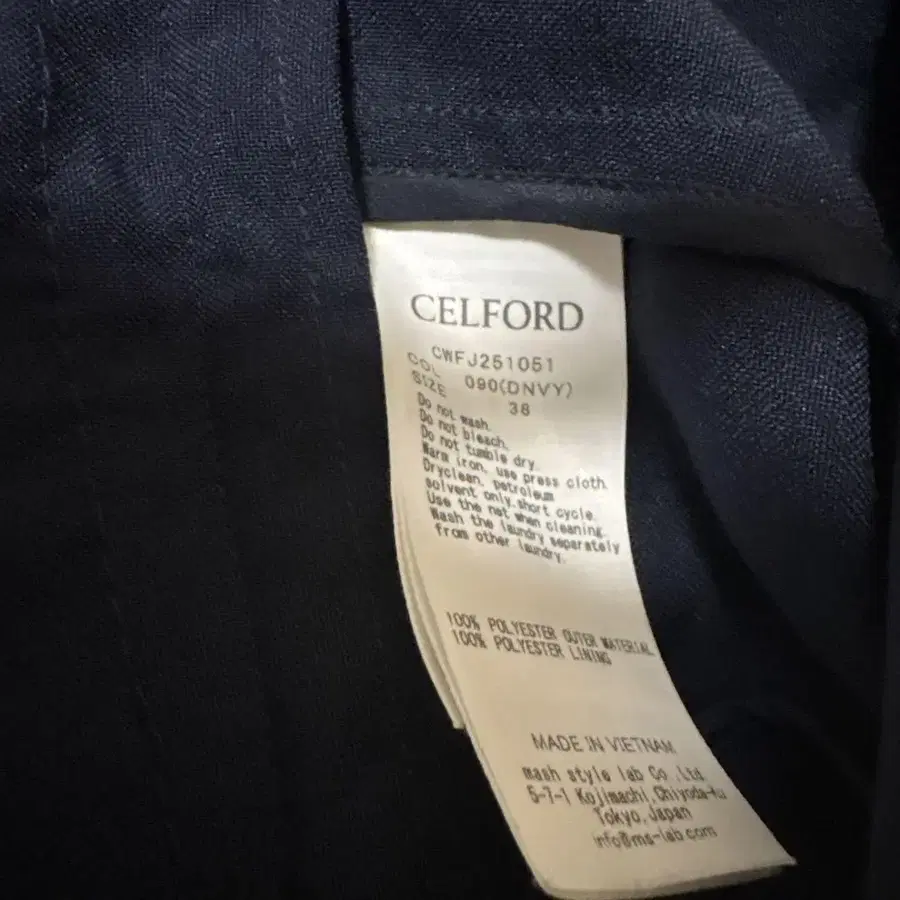 CELFORD
CWFJ251051
COL 090(DNVY)
SIZE 38
Do not wash.
Do not bleach.
Do not tumble dry.
Warm iron, use press cloth.
Dryclean, petroleum
solvent only.short cycle.
Use the net when cleaning.
Wash the laundry separately
from other laundry.
100% POLYESTER OUTER MATERIAL
100% POLYESTER LINING
MADE IN VIETNAM
mash style lab Co.,Ltd.
5-7-1 Kojimachi,Chiyoda-ku
Tokyo,Japan
info@ms-lab.com